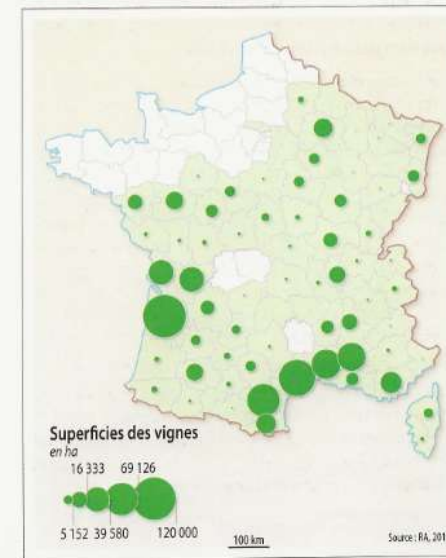 Superficies des vignes
en ha
16 333 69 126
5 152 39 580 120 000
100 km
Source : RA, 201